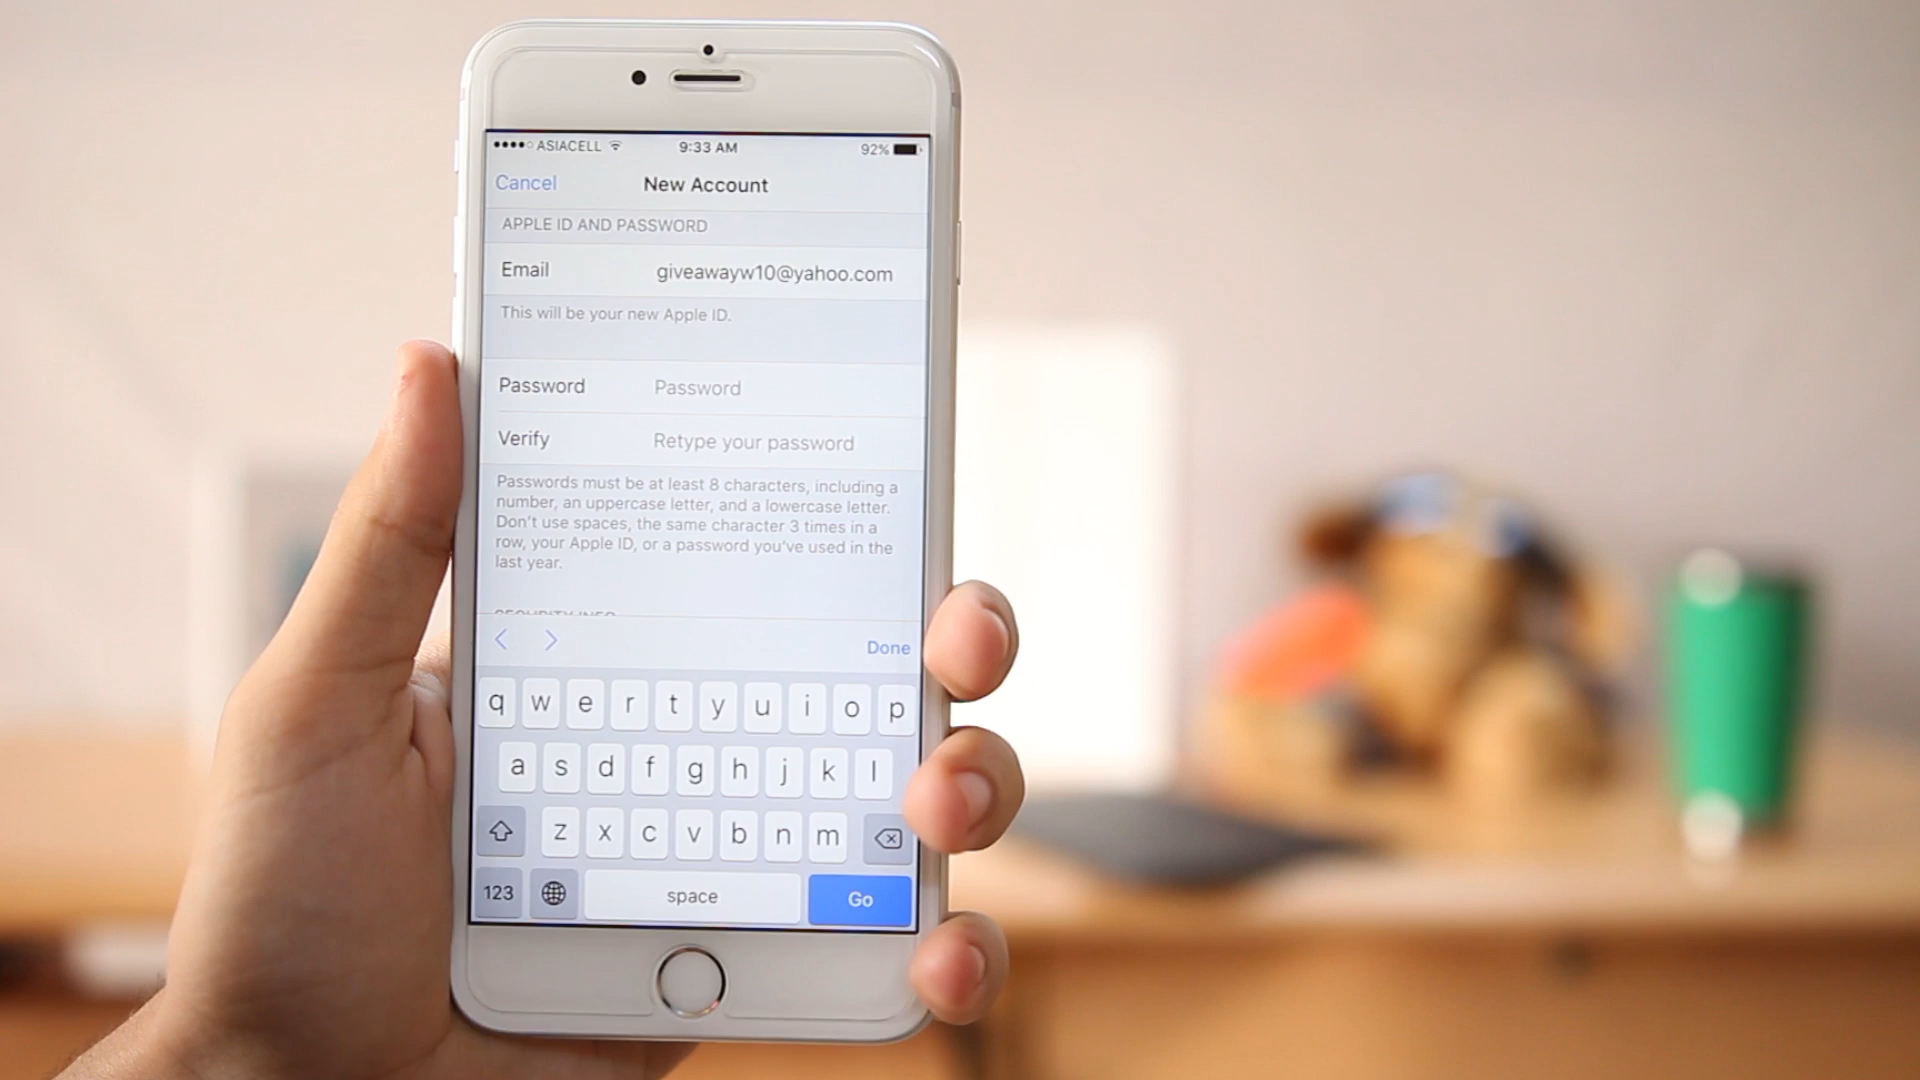 ASIACELL 9:33 AM 92%
Cancel New Account
APPLE ID AND PASSWORD
Email giveawayw10@yahoo.com
This will be your new Apple ID.
Password Password
Verify Retype your password
Passwords must be at least 8 characters, including a
number, an uppercase letter, and a lowercase letter.
Don't use spaces, the same character 3 times in a
row, your Apple ID, or a password you've used in the
last year.
SECURITY INFO
Done
q w e r t y u i o p
a s d f g h j k l
z x c v b n m
123 space Go